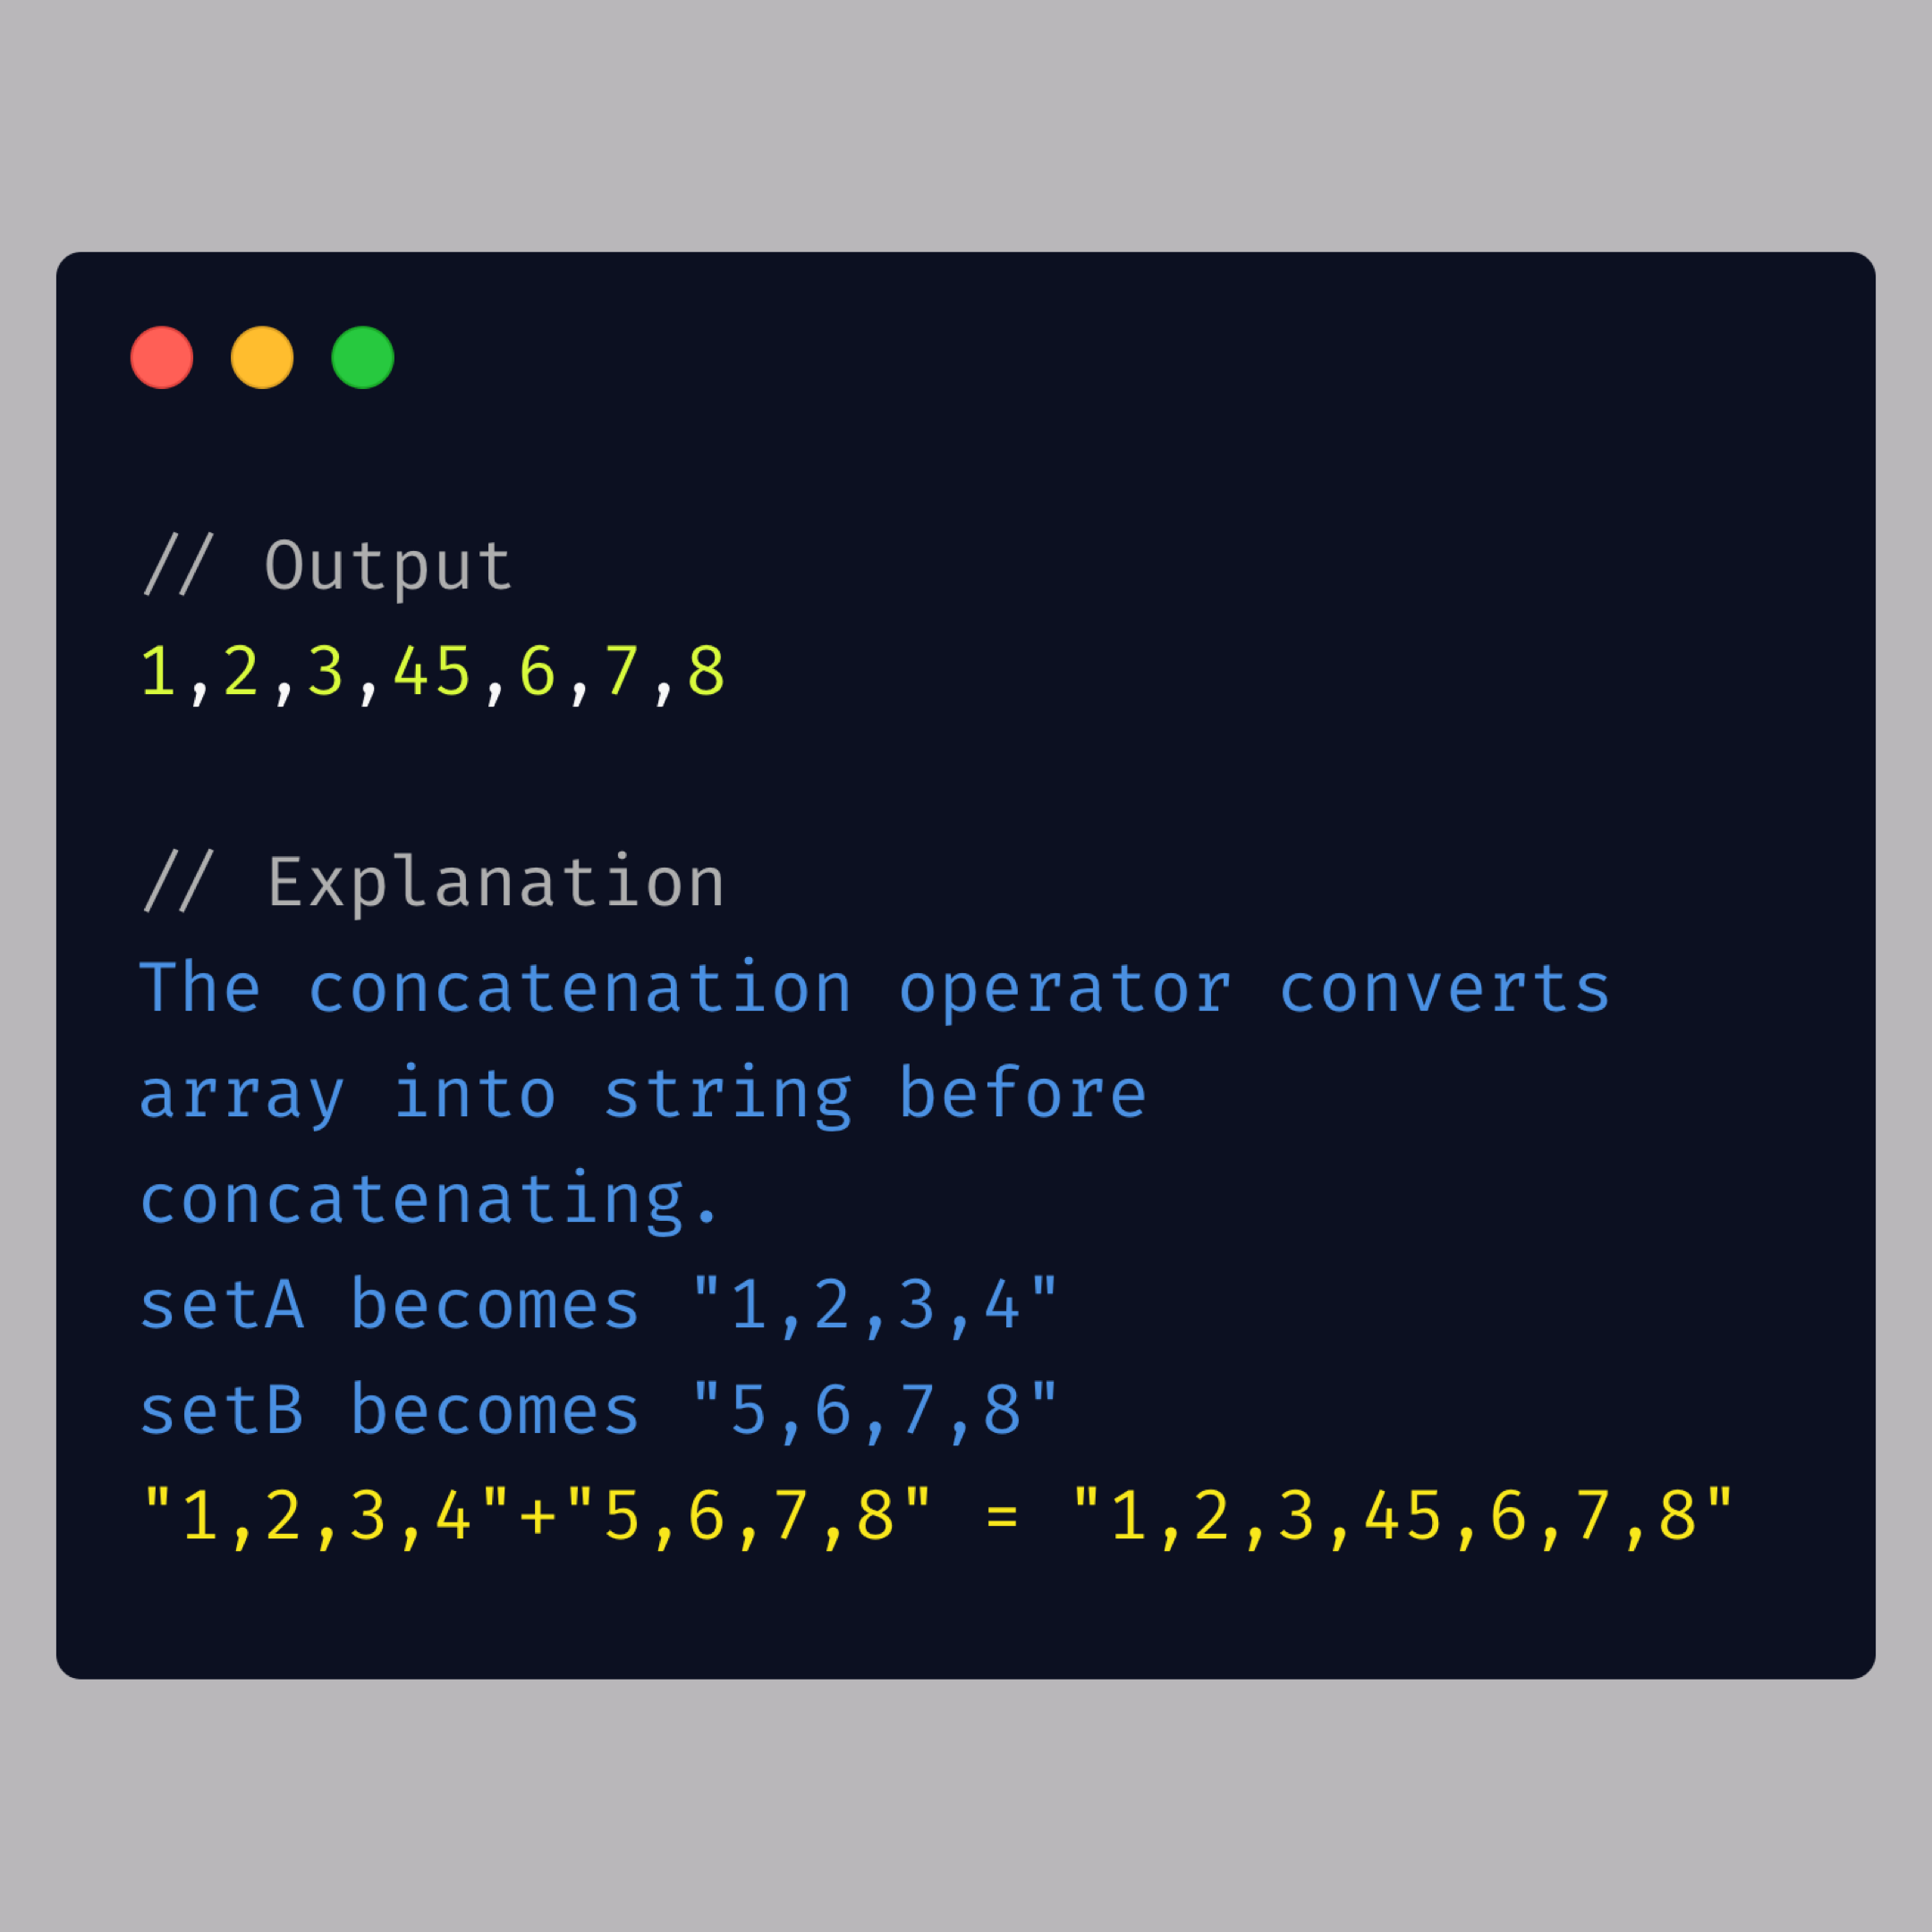 // Output
1,2,3,45,6,7,8
// Explanation
The concatenation operator converts
array into string before
concatenating.
setA becomes "1,2,3,4"
setB becomes "5,6,7,8"
"1,2,3,4"+"5,6,7,8" = "1,2,3,45,6,7,8"